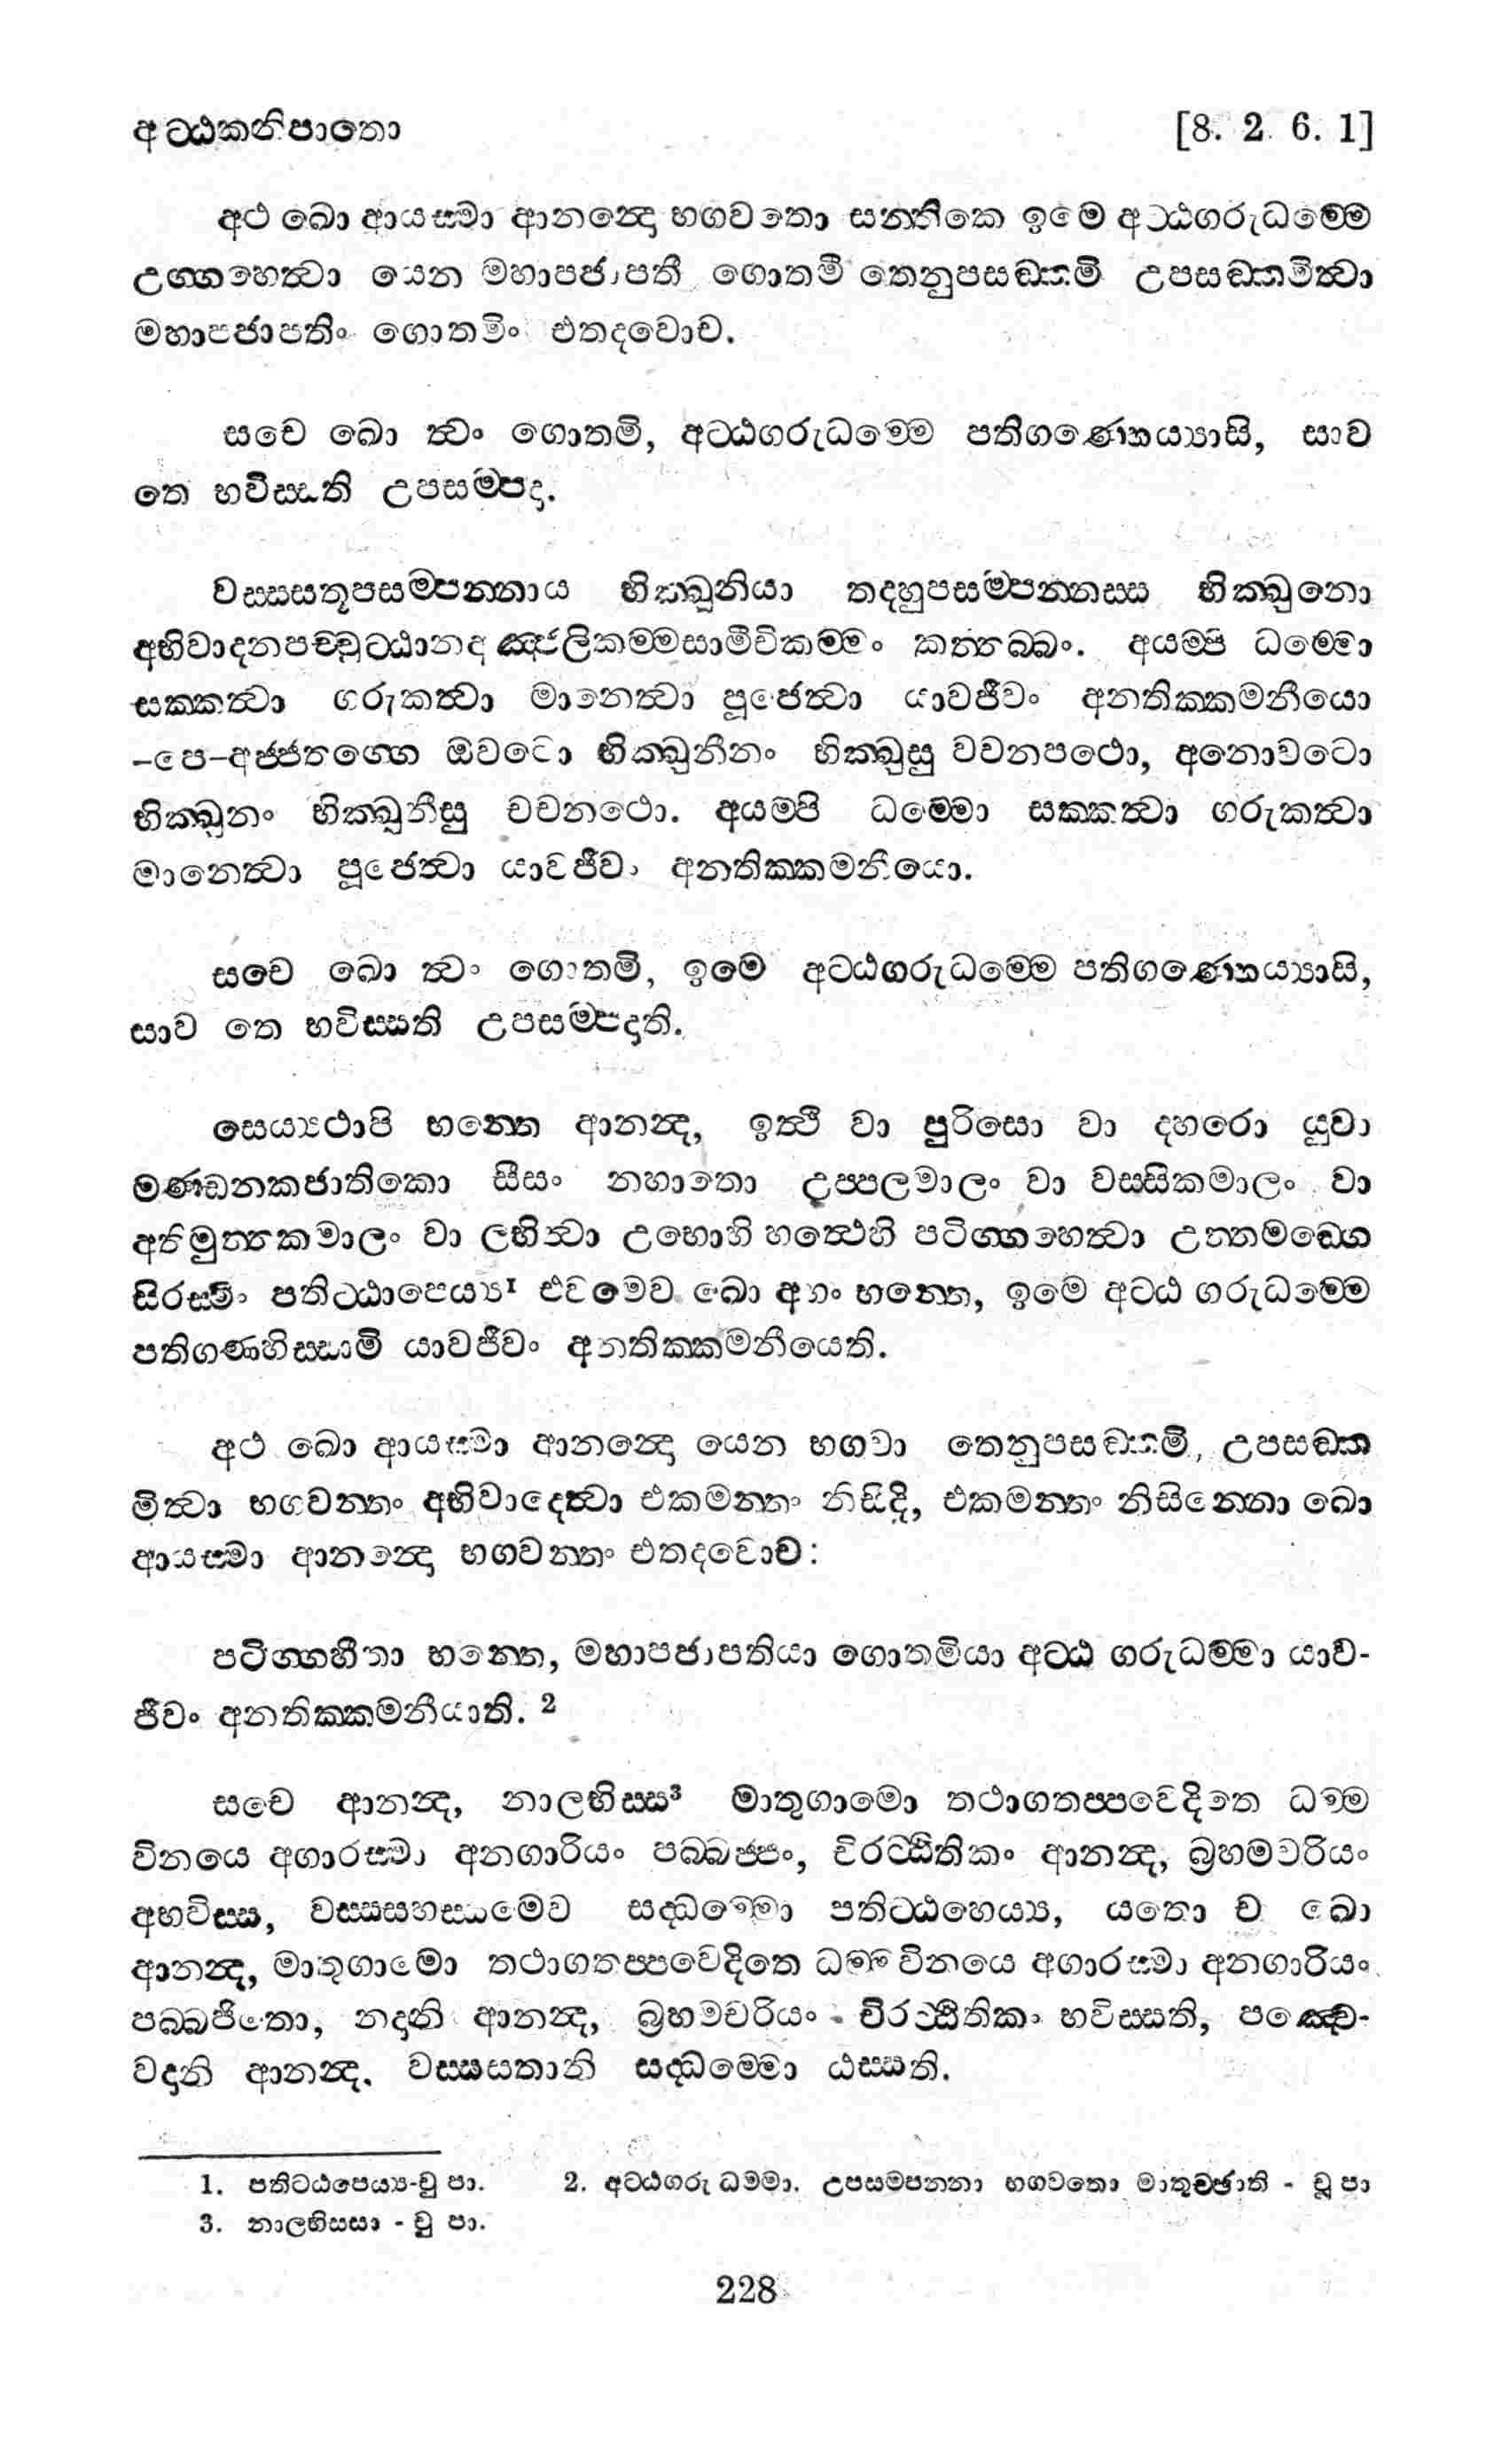 අට්ඨකනිපාතො [8. 2. 6. 1]
අථ ඛො ආයස්මා ආනන්දො භගවතො සන්තිකෙ ඉමෙ අට්ඨගරුධම්මෙ
උග්ගහෙත්වා යෙන මහාපජාපතී ගොතමී තෙනුපසඞ්කමි උපසඞ්කමිත්වා
මහාපජාපතිං ගොතමිං එතදවොච.
සචෙ ඛො ත්වං ගොතමි, අට්ඨගරුධම්මෙ පතිගණ්හෙය්‍යාසි, සාව
තෙ භවිස්සති උපසම්පදා.
වස්සසතූපසම්පන්නාය භික්ඛුනියා තදහුපසම්පන්නස්ස භික්ඛුනො
අභිවාදනපච්චුට්ඨානඅඤ්ජලිකම්මසාමීචිකම්මං කත්තබ්බං. අයම්පි ධම්මො
සක්කත්වා ගරුකත්වා මානෙත්වා පූජෙත්වා යාවජීවං අනතික්කමනීයො
–පෙ–අජ්ජතග්ගෙ ඔවටො භික්ඛුනීනං භික්ඛුසු වචනපථො, අනොවටො
භික්ඛුනං භික්ඛුනීසු වචනථො. අයම්පි ධම්මො සක්කත්වා ගරුකත්වා
මානෙත්වා පූජෙත්වා යාවජීවං අනතික්කමනීයො.
සචෙ ඛො ත්වං ගොතමි, ඉමෙ අට්ඨගරුධම්මෙ පතිගණ්හෙය්‍යාසි,
සාව තෙ භවිස්සති උපසම්පදාති.
සෙය්‍යථාපි භන්තෙ ආනන්ද, ඉත්ථි වා පුරිසො වා දහරො යුවා
මණ්ඩනකජාතිකො සීසං නහාතො උප්පලමාලං වා වස්සිකමාලං වා
අතිමුත්තකමාලං වා ලභිත්වා උභොහි හත්ථෙහි පටිග්ගහෙත්වා උත්තමඞ්ගෙ
සිරස්මිං පතිට්ඨාපෙය්‍ය¹ එවමෙව ඛො අහං භන්තෙ, ඉමෙ අට්ඨ ගරුධම්මෙ
පතිගණ්හිස්සාමි යාවජීවං අනතික්කමනීයෙති.
අථ ඛො ආයස්මා ආනන්දො යෙන භගවා තෙනුපසඞ්කමි, උපසඞ්ක
මිත්වා භගවන්තං අභිවාදෙත්වා එකමන්තං නිසීදි, එකමන්තං නිසින්නො ඛො
ආයස්මා ආනන්දො භගවන්තං එතදවොච:
පටිග්ගහීතා භන්තෙ, මහාපජාපතියා ගොතමියා අට්ඨ ගරුධම්මා යාව-
ජීවං අනතික්කමනීයාති. ²
සචෙ ආනන්ද, නාලභිස්ස³ මාතුගාමො තථාගතප්පවෙදිතෙ ධම්ම
විනයෙ අගාරස්මා අනගාරියං පබ්බජ්ජං, චිරට්ඨිතිකං ආනන්ද, බ්‍රහ්මචරියං
අභවිස්ස, වස්සසහස්සමෙව සද්ධම්මො පතිට්ඨහෙය්‍ය, යතො ච ඛො
ආනන්ද, මාතුගාමො තථාගතප්පවෙදිතෙ ධම්මවිනයෙ අගාරස්මා අනගාරියං
පබ්බජිතො, නදානි ආනන්ද, බ්‍රහ්මචරියං චිරට්ඨිතිකං භවිස්සති, පඤ්චෙ-
වදානි ආනන්ද, වස්සසතානි සද්ධම්මො ඨස්සති.
1. පතිට්ඨපෙය්‍ය-චු පා. 2. අට්ඨගරු ධම්මා. උපසම්පන්නා භගවතො මාතුච්ඡාති - චූ පා
3. නාලභිස්සා - චු පා.
228